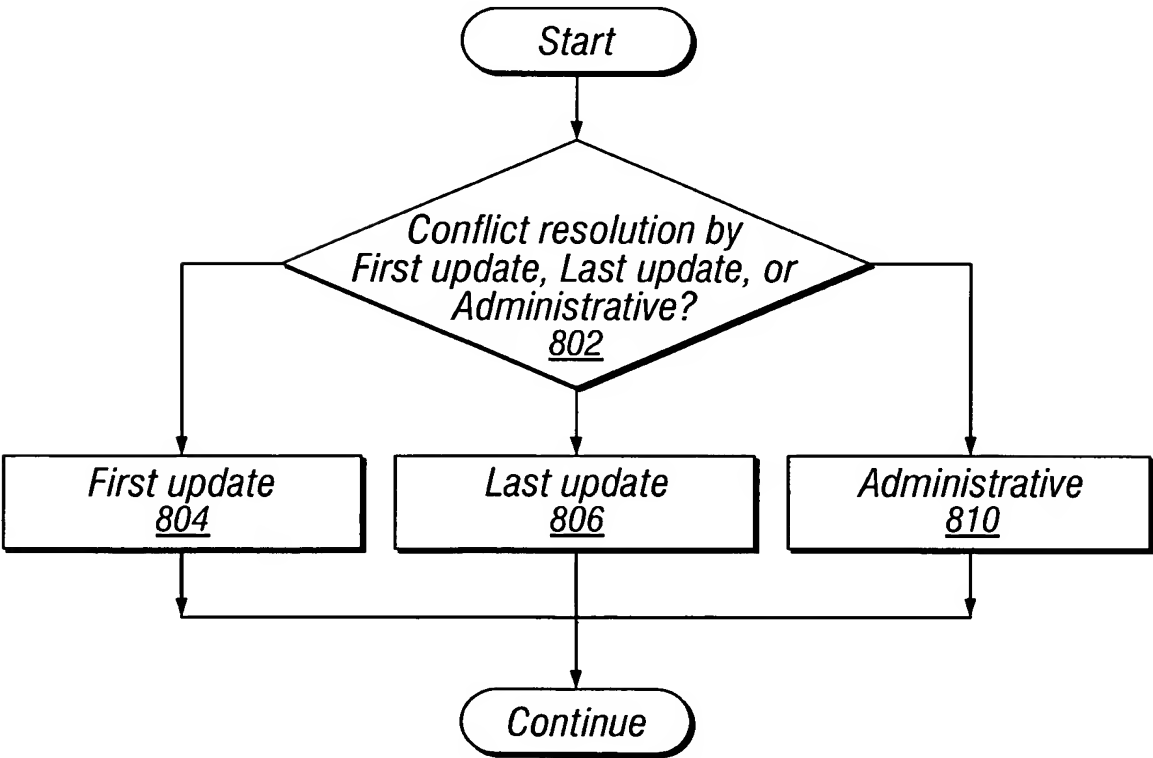 Start
Conflict resolution by
First update, Last update, or
Administrative?
802
First update
804
Last update
806
Administrative
810
Continue